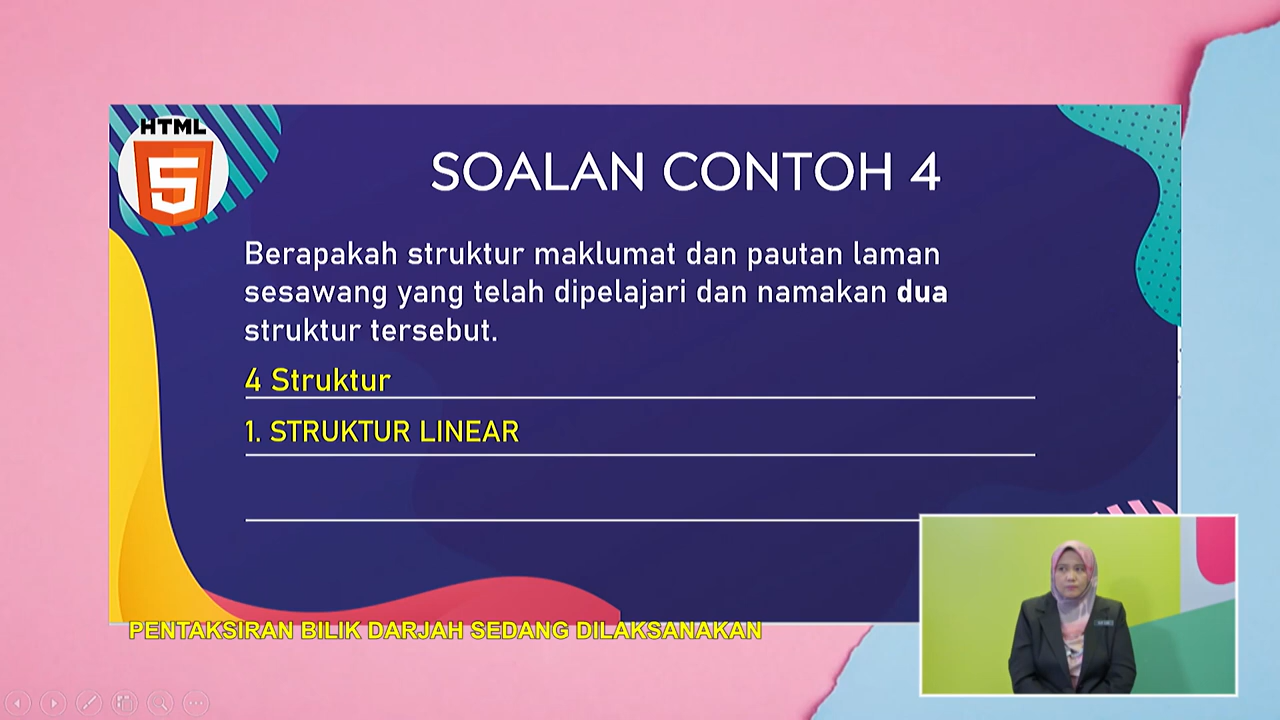 HTML
5
SOALAN CONTOH 4
Berapakah struktur maklumat dan pautan laman
sesawang yang telah dipelajari dan namakan dua
struktur tersebut.
4 Struktur
1. STRUKTUR LINEAR
PENTAKSIRAN BILIK DARJAH SEDANG DILAKSANAKAN